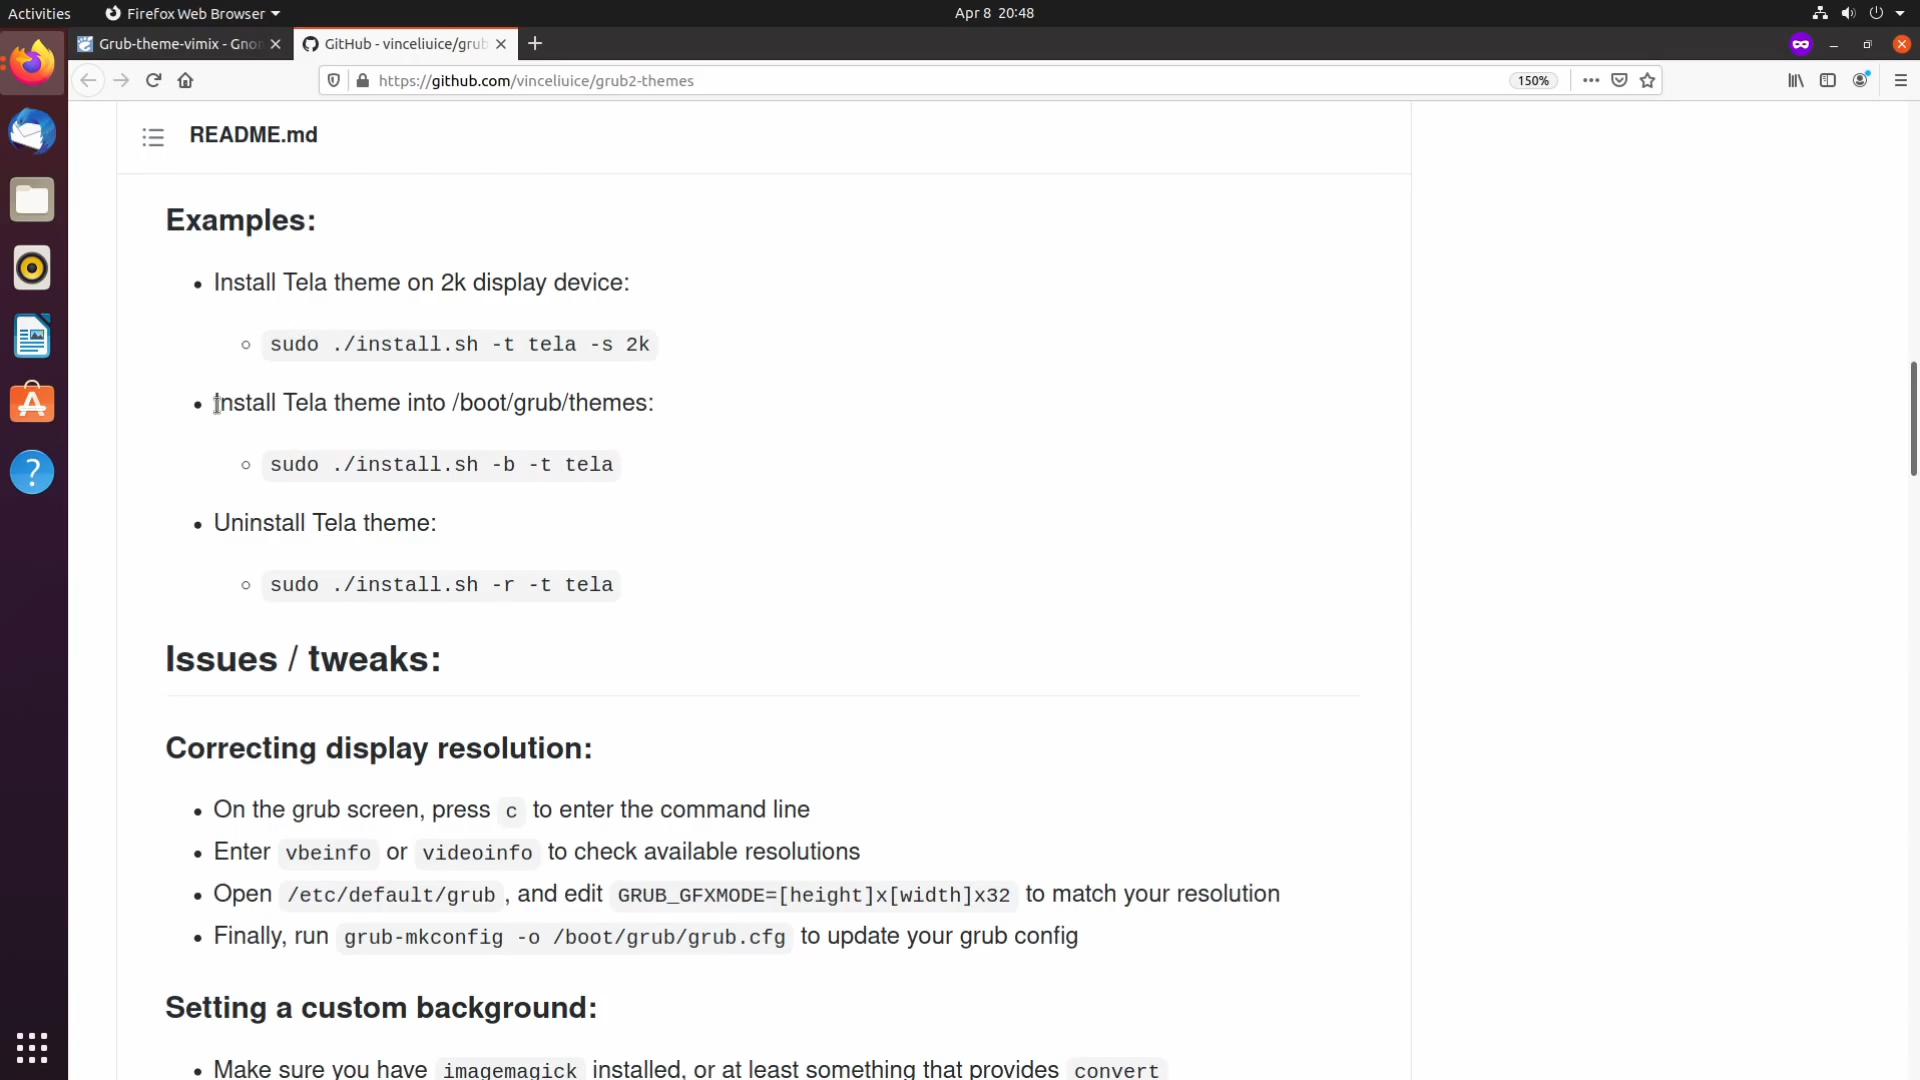 Activities
Firefox Web Browser
Apr 8 20:48
Grub-theme-vimix - Gno
GitHub - vinceliuice/grub
https://github.com/vinceliuice/grub2-themes
150%
README.md
Examples:
Install Tela theme on 2k display device:
sudo ./install.sh -t tela -s 2k
Install Tela theme into /boot/grub/themes:
sudo ./install.sh -b -t tela
Uninstall Tela theme:
sudo ./install.sh -r -t tela
Issues / tweaks:
Correcting display resolution:
On the grub screen, press c to enter the command line
Enter vbeinfo or videoinfo to check available resolutions
Open /etc/default/grub , and edit GRUB_GFXMODE=[height]x[width]x32 to match your resolution
Finally, run grub-mkconfig -o /boot/grub/grub.cfg to update your grub config
Setting a custom background:
Make sure you have imagemagick installed, or at least something that provides convert